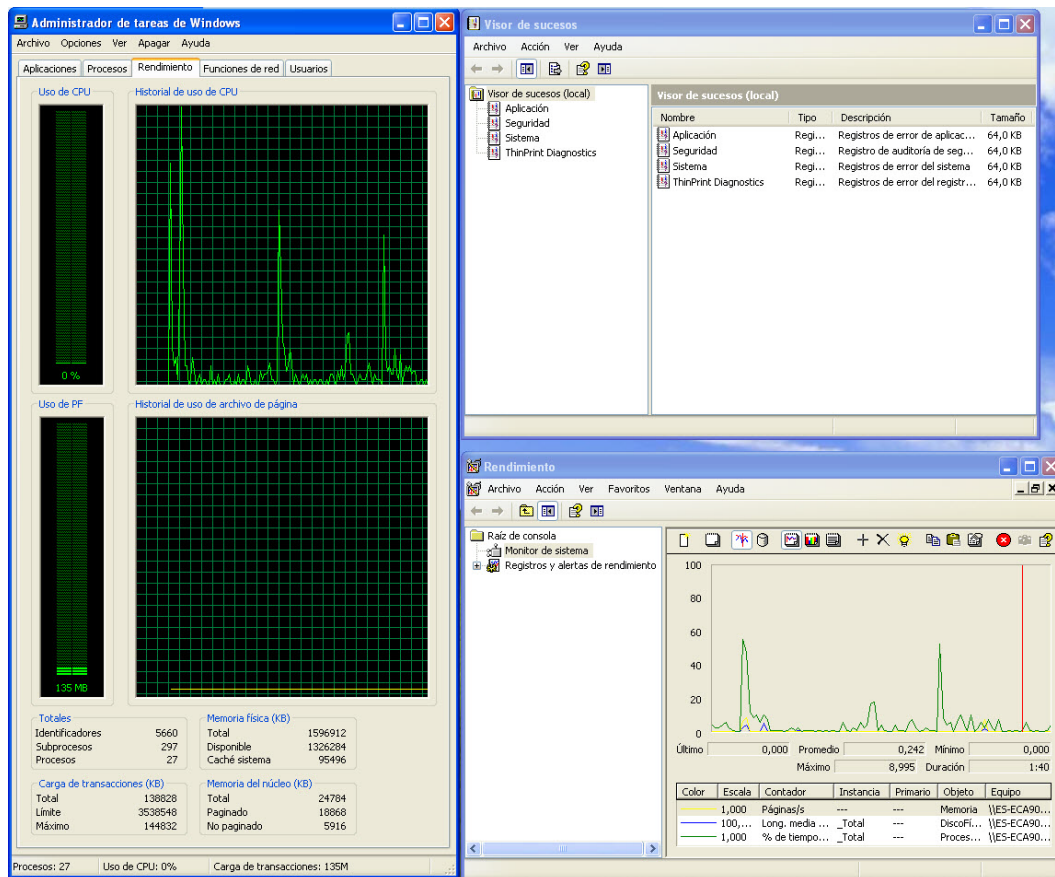 Administrador de tareas de Windows
Archivo Opciones Ver Apagar Ayuda
Aplicaciones Procesos Rendimiento Funciones de red Usuarios
Uso de CPU
Historial de uso de CPU
0 %
Uso de PF
Historial de uso de archivo de página
135 MB
Totales
Identificadores 5660
Subprocesos 297
Procesos 27
Memoria física (KB)
Total 1596912
Disponible 1326284
Caché sistema 95496
Carga de transacciones (KB)
Total 138828
Límite 3538548
Máximo 144832
Memoria del núcleo (KB)
Total 24784
Paginado 18868
No paginado 5916
Procesos: 27 Uso de CPU: 0% Carga de transacciones: 135M
Visor de sucesos
Archivo Acción Ver Ayuda
Visor de sucesos (local)
Aplicación
Seguridad
Sistema
ThinPrint Diagnostics
Visor de sucesos (local)
Nombre Tipo Descripción Tamaño
Aplicación Regi... Registros de error de aplicac... 64,0 KB
Seguridad Regi... Registro de auditoría de seg... 64,0 KB
Sistema Regi... Registros de error del sistema 64,0 KB
ThinPrint Diagnostics Regi... Registros de error del registr... 64,0 KB
Rendimiento
Archivo Acción Ver Favoritos Ventana Ayuda
Raíz de consola
Monitor de sistema
Registros y alertas de rendimiento
100
80
60
40
20
0
Último 0,000 Promedio 0,242 Mínimo 0,000
Máximo 8,995 Duración 1:40
Color Escala Contador Instancia Primario Objeto Equipo
1,000 Páginas/s --- --- Memoria \\ES-ECA90...
100,... Long. media ... _Total --- DiscoFí... \\ES-ECA90...
1,000 % de tiempo... _Total --- Proces... \\ES-ECA90...